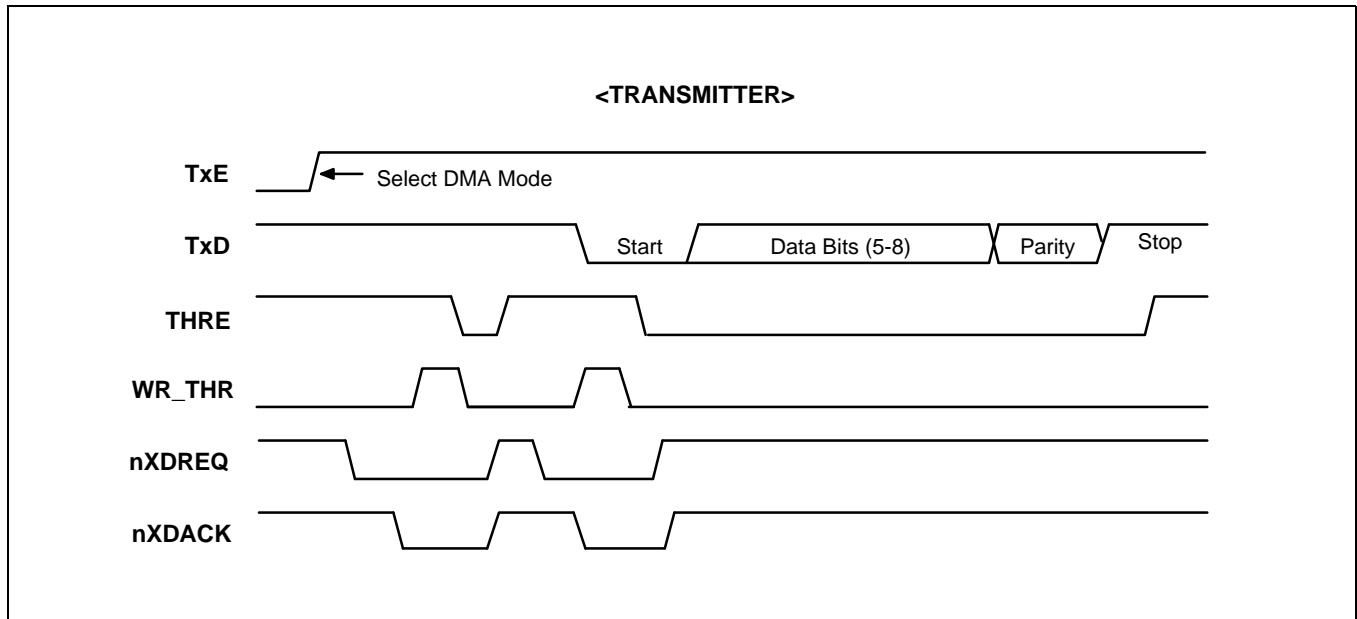 <TRANSMITTER>
TxE
Select DMA Mode
TxD
Start
Data Bits (5-8)
Parity
Stop
THRE
WR_THR
nXDREQ
nXDACK